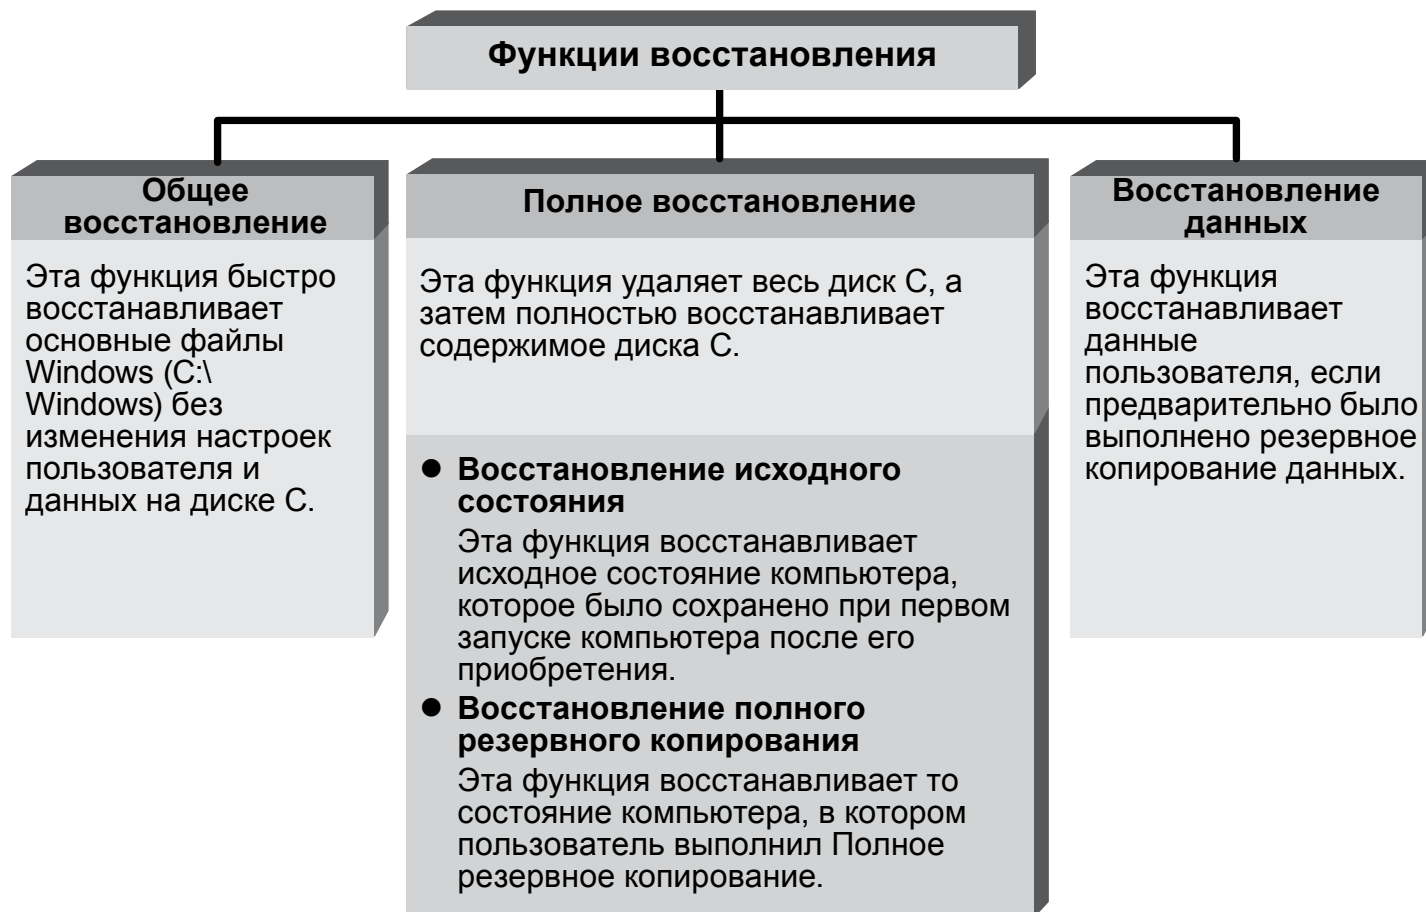 Функции восстановления
Общее
восстановление
Эта функция быстро
восстанавливает
основные файлы
Windows (C:\
Windows) без
изменения настроек
пользователя и
данных на диске C.
Полное восстановление
Эта функция удаляет весь диск C, а
затем полностью восстанавливает
содержимое диска C.
● Восстановление исходного
состояния
Эта функция восстанавливает
исходное состояние компьютера,
которое было сохранено при первом
запуске компьютера после его
приобретения.
● Восстановление полного
резервного копирования
Эта функция восстанавливает то
состояние компьютера, в котором
пользователь выполнил Полное
резервное копирование.
Восстановление
данных
Эта функция
восстанавливает
данные
пользователя, если
предварительно было
выполнено резервное
копирование данных.